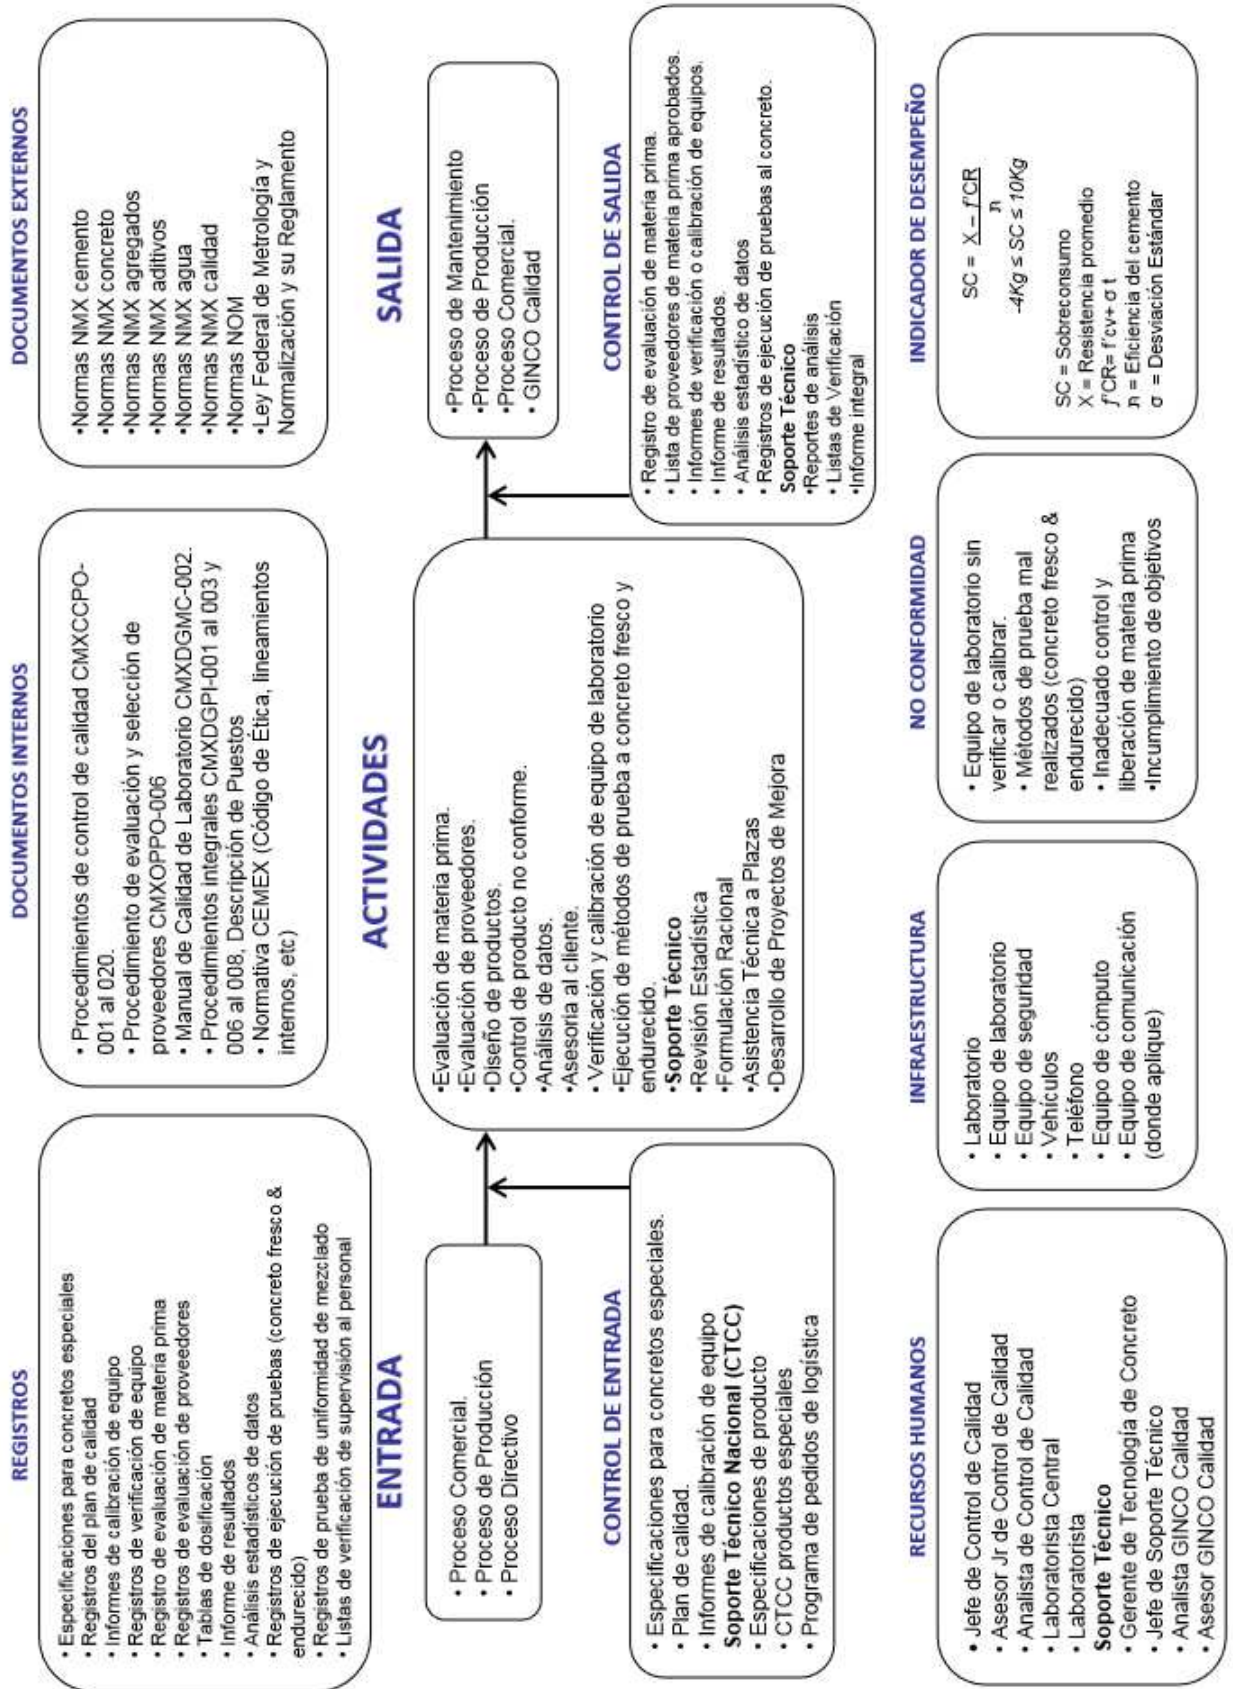 REGISTROS
• Especificaciones para concretos especiales
• Registros del plan de calidad
• Informes de calibración de equipo
• Registros de verificación de equipo
• Registro de evaluación de materia prima
• Registros de evaluación de proveedores
• Tablas de dosificación
• Informe de resultados
• Análisis estadísticos de datos
• Registros de ejecución de pruebas (concreto fresco &
endurecido)
• Registros de prueba de uniformidad de mezclado
• Listas de verificación de supervisión al personal
DOCUMENTOS INTERNOS
• Procedimientos de control de calidad CMXCCPO-
001 al 020.
• Procedimiento de evaluación y selección de
proveedores CMXOPPO-006
• Manual de Calidad de Laboratorio CMXDGMC-002.
• Procedimientos integrales CMXDGPI-001 al 003 y
006 al 008, Descripción de Puestos
• Normativa CEMEX (Código de Ética, lineamientos
internos, etc)
DOCUMENTOS EXTERNOS
•Normas NMX cemento
•Normas NMX concreto
•Normas NMX agregados
•Normas NMX aditivos
•Normas NMX agua
•Normas NMX calidad
•Normas NOM
•Ley Federal de Metrología y
Normalización y su Reglamento
ENTRADA
• Proceso Comercial.
• Proceso de Producción
• Proceso Directivo
CONTROL DE ENTRADA
• Especificaciones para concretos especiales.
• Plan de calidad.
• Informes de calibración de equipo
Soporte Técnico Nacional (CTCC)
• Especificaciones de producto
• CTCC productos especiales
• Programa de pedidos de logística
ACTIVIDADES
•Evaluación de materia prima.
•Evaluación de proveedores.
•Diseño de productos.
•Control de producto no conforme.
•Análisis de datos.
•Asesoria al cliente.
• Verificación y calibración de equipo de laboratorio
•Ejecución de métodos de prueba a concreto fresco y
endurecido.
•Soporte Técnico
•Revisión Estadística
•Formulación Racional
•Asistencia Técnica a Plazas
•Desarrollo de Proyectos de Mejora
SALIDA
•Proceso de Mantenimiento
•Proceso de Producción
•Proceso Comercial.
• GINCO Calidad
CONTROL DE SALIDA
• Registro de evaluación de materia prima.
• Lista de proveedores de materia prima aprobados.
• Informes de verificación o calibración de equipos.
• Informe de resultados.
• Análisis estadístico de datos
• Registros de ejecución de pruebas al concreto.
Soporte Técnico
•Reportes de análisis
• Listas de Verificación
•Informe integral
RECURSOS HUMANOS
• Jefe de Control de Calidad
• Asesor Jr de Control de Calidad
• Analista de Control de Calidad
• Laboratorista Central
• Laboratorista
Soporte Técnico
• Gerente de Tecnología de Concreto
• Jefe de Soporte Técnico
• Analista GINCO Calidad
• Asesor GINCO Calidad
INFRAESTRUCTURA
• Laboratorio
• Equipo de laboratorio
• Equipo de seguridad
• Vehículos
• Teléfono
• Equipo de cómputo
• Equipo de comunicación
(donde aplique)
NO CONFORMIDAD
• Equipo de laboratorio sin
verificar o calibrar.
• Métodos de prueba mal
realizados (concreto fresco &
endurecido)
• Inadecuado control y
liberación de materia prima
•Incumplimiento de objetivos
INDICADOR DE DESEMPEÑO
SC = X – f'CR
n
-4Kg ≤ SC ≤ 10Kg
SC = Sobreconsumo
X = Resistencia promedio
f'CR= f'cv+ σ t
n = Eficiencia del cemento
σ = Desviación Estándar